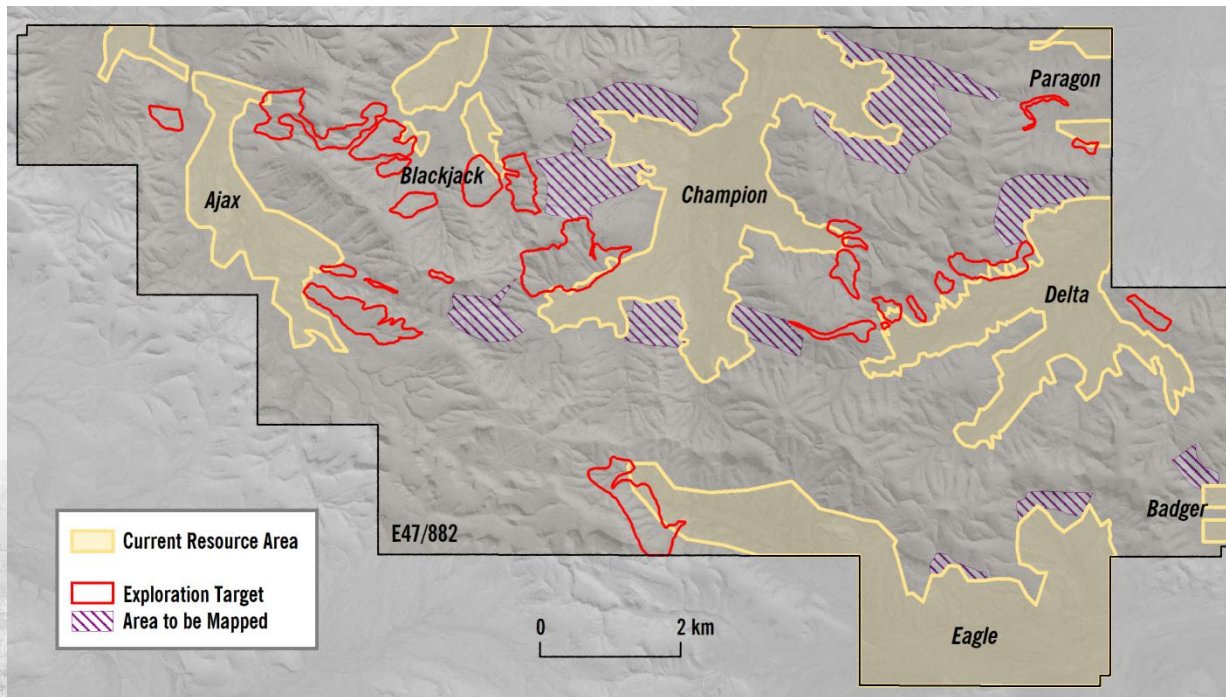 Paragon
Blackjack
Ajax
Champion
Delta
Badger
E47/882
Current Resource Area
Exploration Target
Area to be Mapped
0 2 km
Eagle